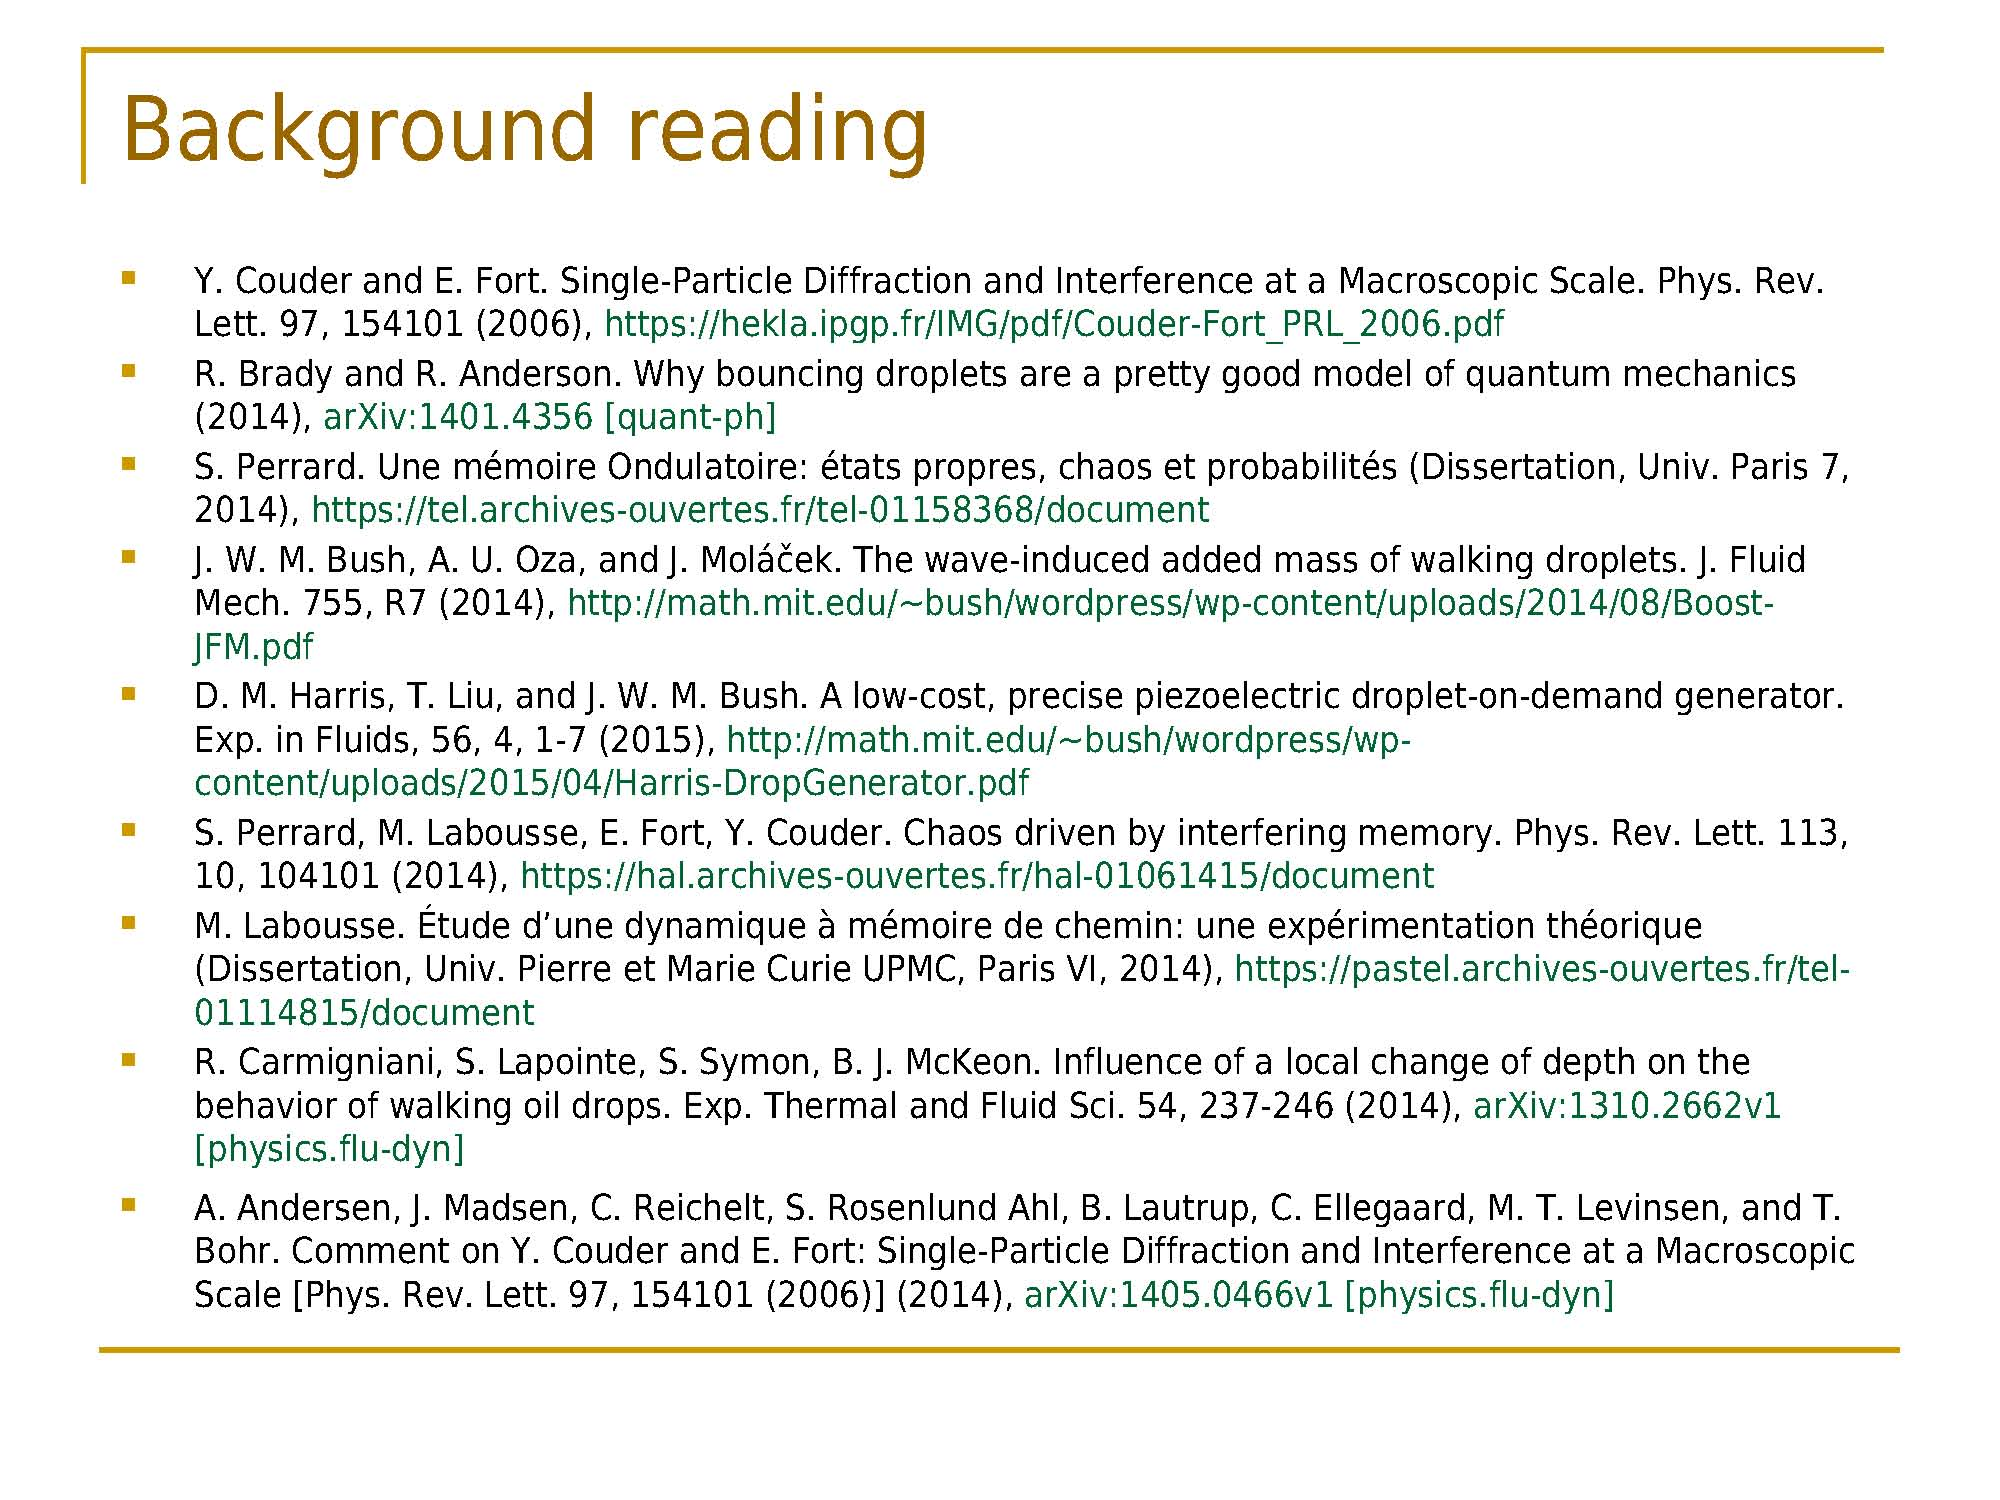 Background reading
Y. Couder and E. Fort. Single-Particle Diffraction and Interference at a Macroscopic Scale. Phys. Rev.
Lett. 97, 154101 (2006), https://hekla.ipgp.fr/IMG/pdf/Couder-Fort_PRL_2006.pdf
R. Brady and R. Anderson. Why bouncing droplets are a pretty good model of quantum mechanics
(2014), arXiv:1401.4356 [quant-ph]
S. Perrard. Une mémoire Ondulatoire: états propres, chaos et probabilités (Dissertation, Univ. Paris 7,
2014), https://tel.archives-ouvertes.fr/tel-01158368/document
J. W. M. Bush, A. U. Oza, and J. Moláček. The wave-induced added mass of walking droplets. J. Fluid
Mech. 755, R7 (2014), http://math.mit.edu/~bush/wordpress/wp-content/uploads/2014/08/Boost-
JFM.pdf
D. M. Harris, T. Liu, and J. W. M. Bush. A low-cost, precise piezoelectric droplet-on-demand generator.
Exp. in Fluids, 56, 4, 1-7 (2015), http://math.mit.edu/~bush/wordpress/wp-
content/uploads/2015/04/Harris-DropGenerator.pdf
S. Perrard, M. Labousse, E. Fort, Y. Couder. Chaos driven by interfering memory. Phys. Rev. Lett. 113,
10, 104101 (2014), https://hal.archives-ouvertes.fr/hal-01061415/document
M. Labousse. Étude d’une dynamique à mémoire de chemin: une expérimentation théorique
(Dissertation, Univ. Pierre et Marie Curie UPMC, Paris VI, 2014), https://pastel.archives-ouvertes.fr/tel-
01114815/document
R. Carmigniani, S. Lapointe, S. Symon, B. J. McKeon. Influence of a local change of depth on the
behavior of walking oil drops. Exp. Thermal and Fluid Sci. 54, 237-246 (2014), arXiv:1310.2662v1
[physics.flu-dyn]
A. Andersen, J. Madsen, C. Reichelt, S. Rosenlund Ahl, B. Lautrup, C. Ellegaard, M. T. Levinsen, and T.
Bohr. Comment on Y. Couder and E. Fort: Single-Particle Diffraction and Interference at a Macroscopic
Scale [Phys. Rev. Lett. 97, 154101 (2006)] (2014), arXiv:1405.0466v1 [physics.flu-dyn]